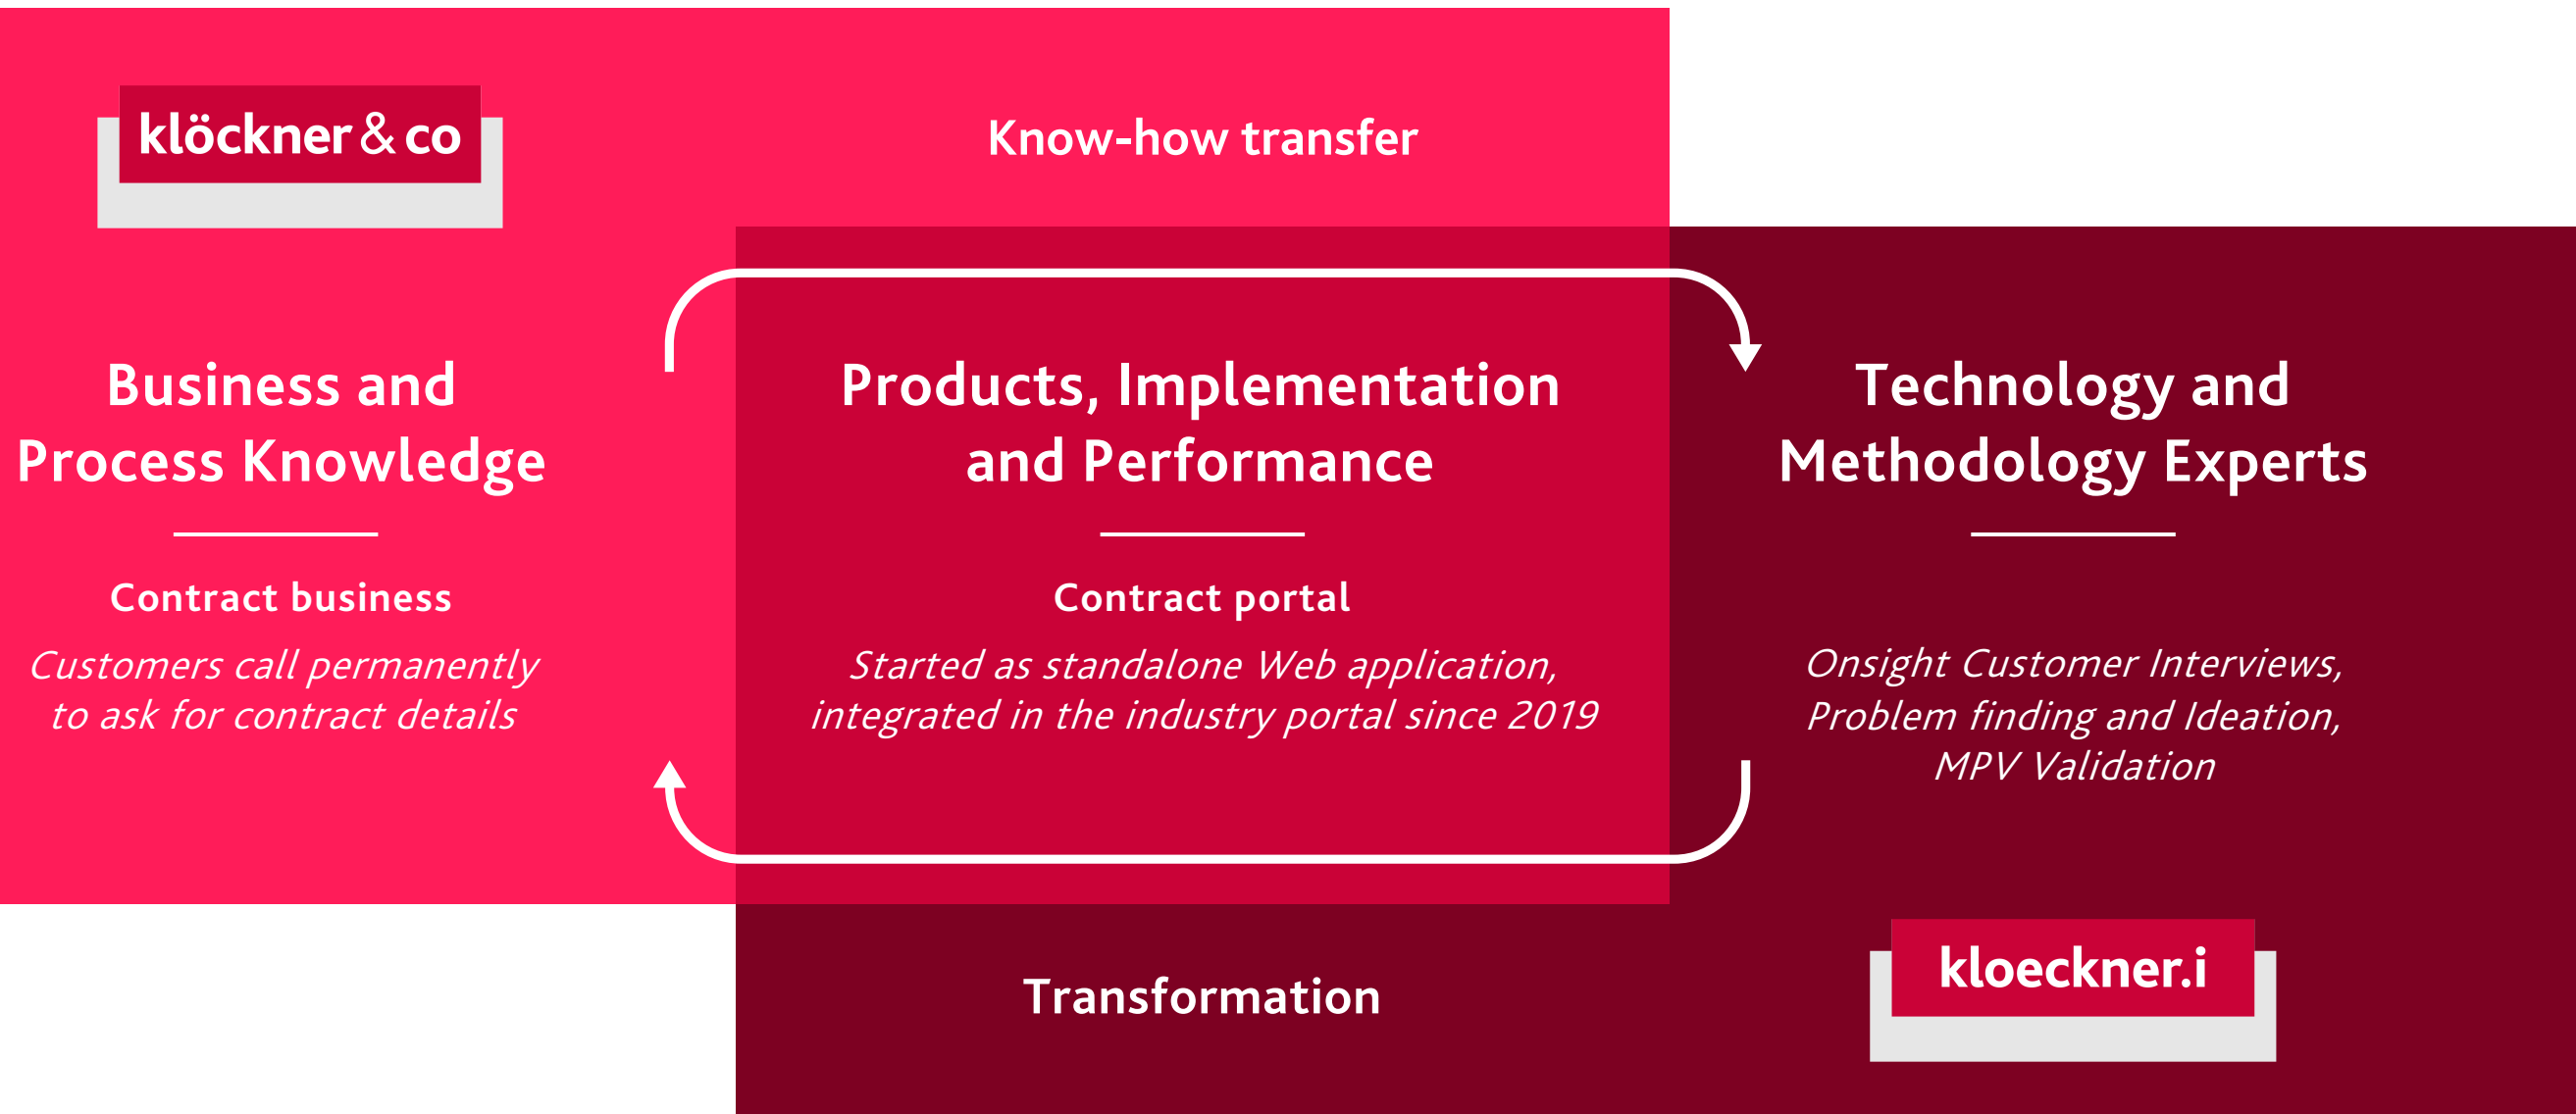 klöckner & co
Know-how transfer
Business and
Process Knowledge
Contract business
Customers call permanently
to ask for contract details
Products, Implementation
and Performance
Contract portal
Started as standalone Web application,
integrated in the industry portal since 2019
Technology and
Methodology Experts
Onsight Customer Interviews,
Problem finding and Ideation,
MPV Validation
Transformation
kloeckner.i